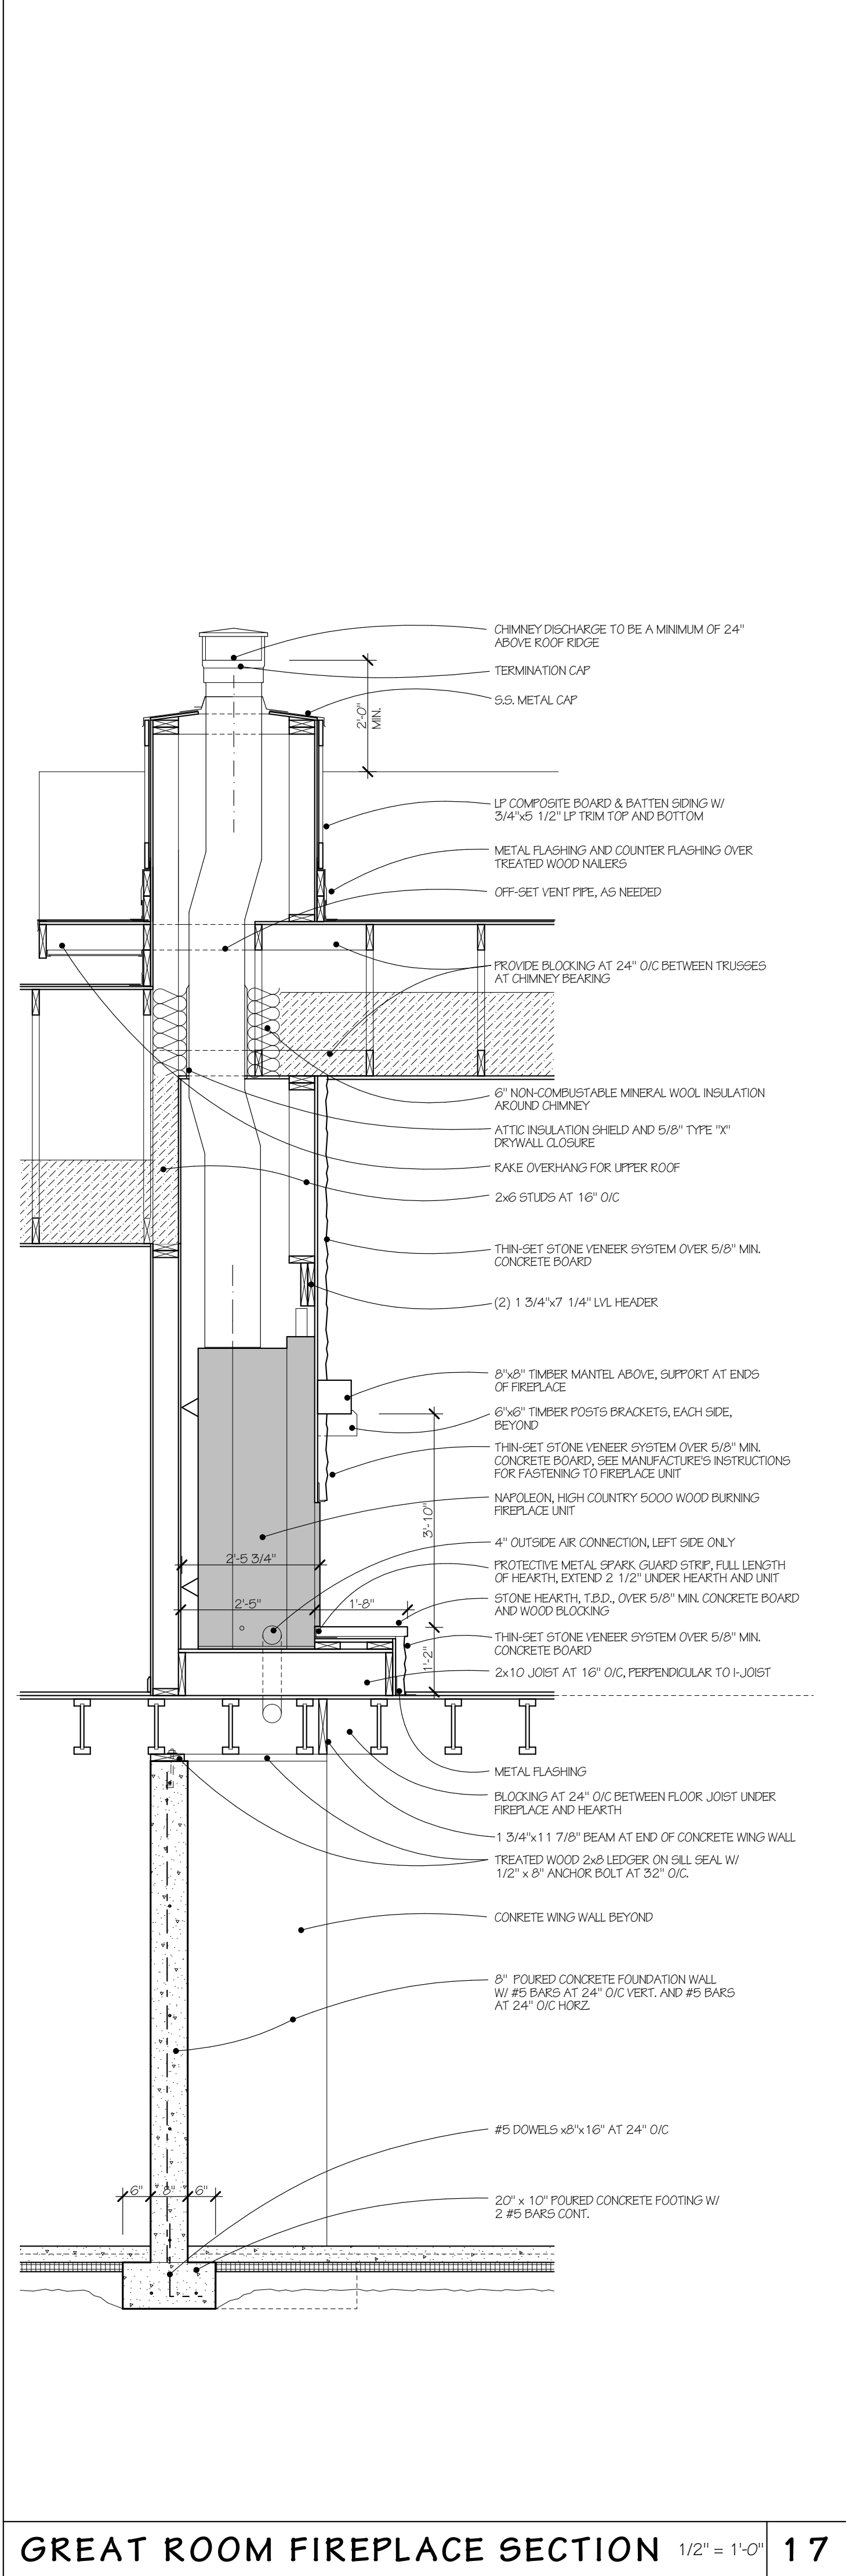 CHIMNEY DISCHARGE TO BE A MINIMUM OF 24"
ABOVE ROOF RIDGE
TERMINATION CAP
S.S. METAL CAP
2'-0"
MIN.
LP COMPOSITE BOARD & BATTEN SIDING W/
3/4"x5 1/2" LP TRIM TOP AND BOTTOM
METAL FLASHING AND COUNTER FLASHING OVER
TREATED WOOD NAILERS
OFF-SET VENT PIPE, AS NEEDED
PROVIDE BLOCKING AT 24" O/C BETWEEN TRUSSES
AT CHIMNEY BEARING
6" NON-COMBUSTABLE MINERAL WOOL INSULATION
AROUND CHIMNEY
ATTIC INSULATION SHIELD AND 5/8" TYPE "X"
DRYWALL CLOSURE
RAKE OVERHANG FOR UPPER ROOF
2x6 STUDS AT 16" O/C
THIN-SET STONE VENEER SYSTEM OVER 5/8" MIN.
CONCRETE BOARD
(2) 1 3/4"x7 1/4" LVL HEADER
8"x8" TIMBER MANTEL ABOVE, SUPPORT AT ENDS
OF FIREPLACE
6"x6" TIMBER POSTS BRACKETS, EACH SIDE,
BEYOND
THIN-SET STONE VENEER SYSTEM OVER 5/8" MIN.
CONCRETE BOARD, SEE MANUFACTURE'S INSTRUCTIONS
FOR FASTENING TO FIREPLACE UNIT
NAPOLEON, HIGH COUNTRY 5000 WOOD BURNING
FIREPLACE UNIT
3'-10"
4" OUTSIDE AIR CONNECTION, LEFT SIDE ONLY
2'-5 3/4"
PROTECTIVE METAL SPARK GUARD STRIP, FULL LENGTH
OF HEARTH, EXTEND 2 1/2" UNDER HEARTH AND UNIT
2'-5"
1'-8"
STONE HEARTH, T.B.D., OVER 5/8" MIN. CONCRETE BOARD
AND WOOD BLOCKING
THIN-SET STONE VENEER SYSTEM OVER 5/8" MIN.
CONCRETE BOARD
1'-2"
2x10 JOIST AT 16" O/C, PERPENDICULAR TO I-JOIST
METAL FLASHING
BLOCKING AT 24" O/C BETWEEN FLOOR JOIST UNDER
FIREPLACE AND HEARTH
1 3/4"x11 7/8" BEAM AT END OF CONCRETE WING WALL
TREATED WOOD 2x8 LEDGER ON SILL SEAL W/
1/2" x 8" ANCHOR BOLT AT 32" O/C.
CONRETE WING WALL BEYOND
8" POURED CONCRETE FOUNDATION WALL
W/ #5 BARS AT 24" O/C VERT. AND #5 BARS
AT 24" O/C HORZ.
#5 DOWELS x8"x16" AT 24" O/C
6"
8"
6"
20" x 10" POURED CONCRETE FOOTING W/
2 #5 BARS CONT.
GREAT ROOM FIREPLACE SECTION 1/2" = 1'-0" 17